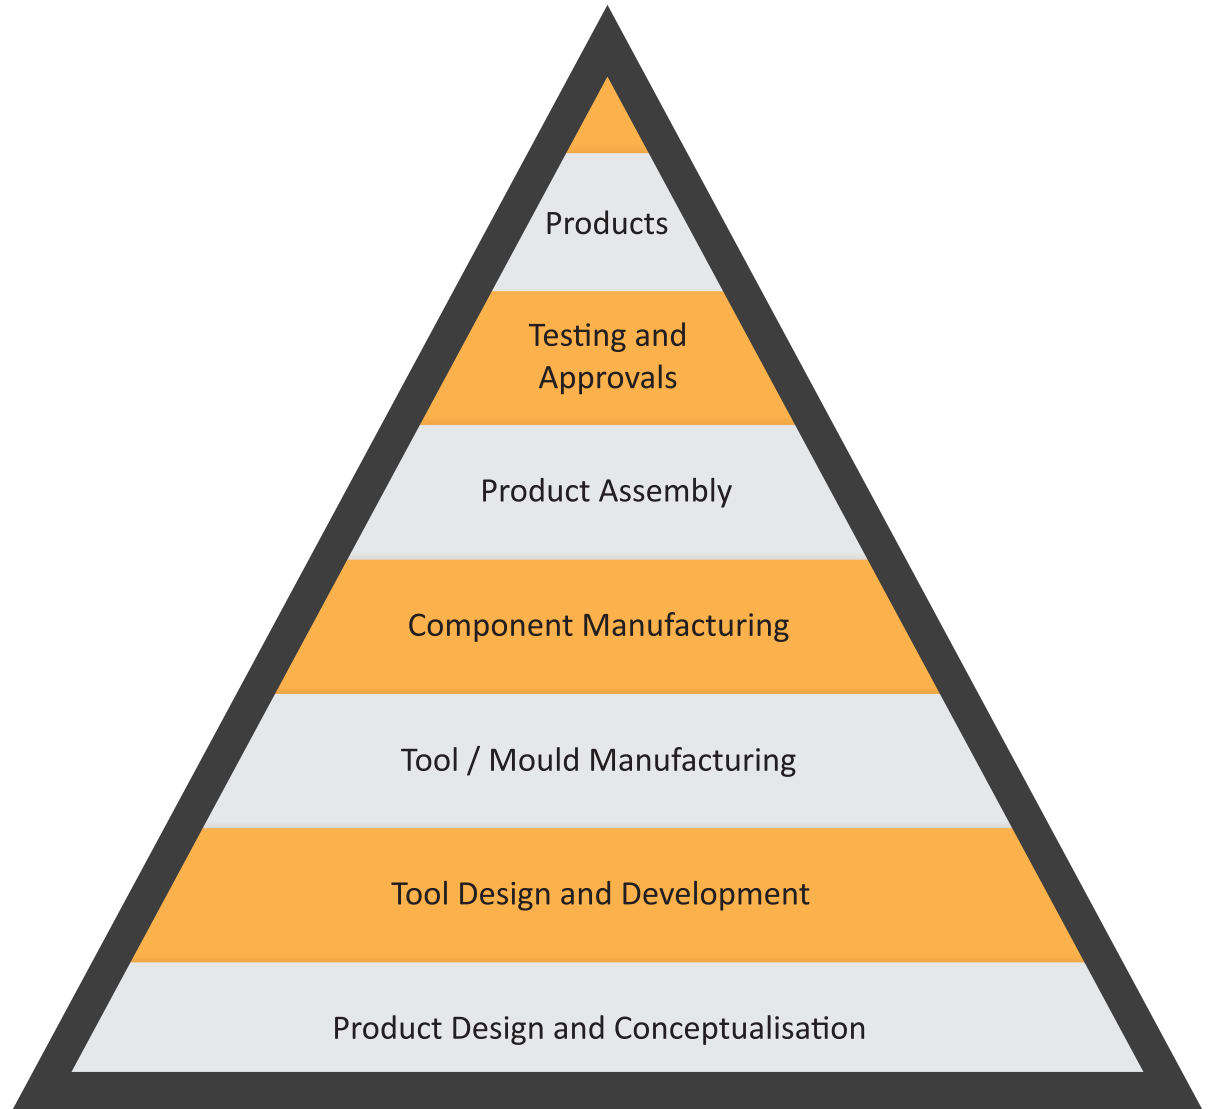 Products
Testing and
Approvals
Product Assembly
Component Manufacturing
Tool / Mould Manufacturing
Tool Design and Development
Product Design and Conceptualisation